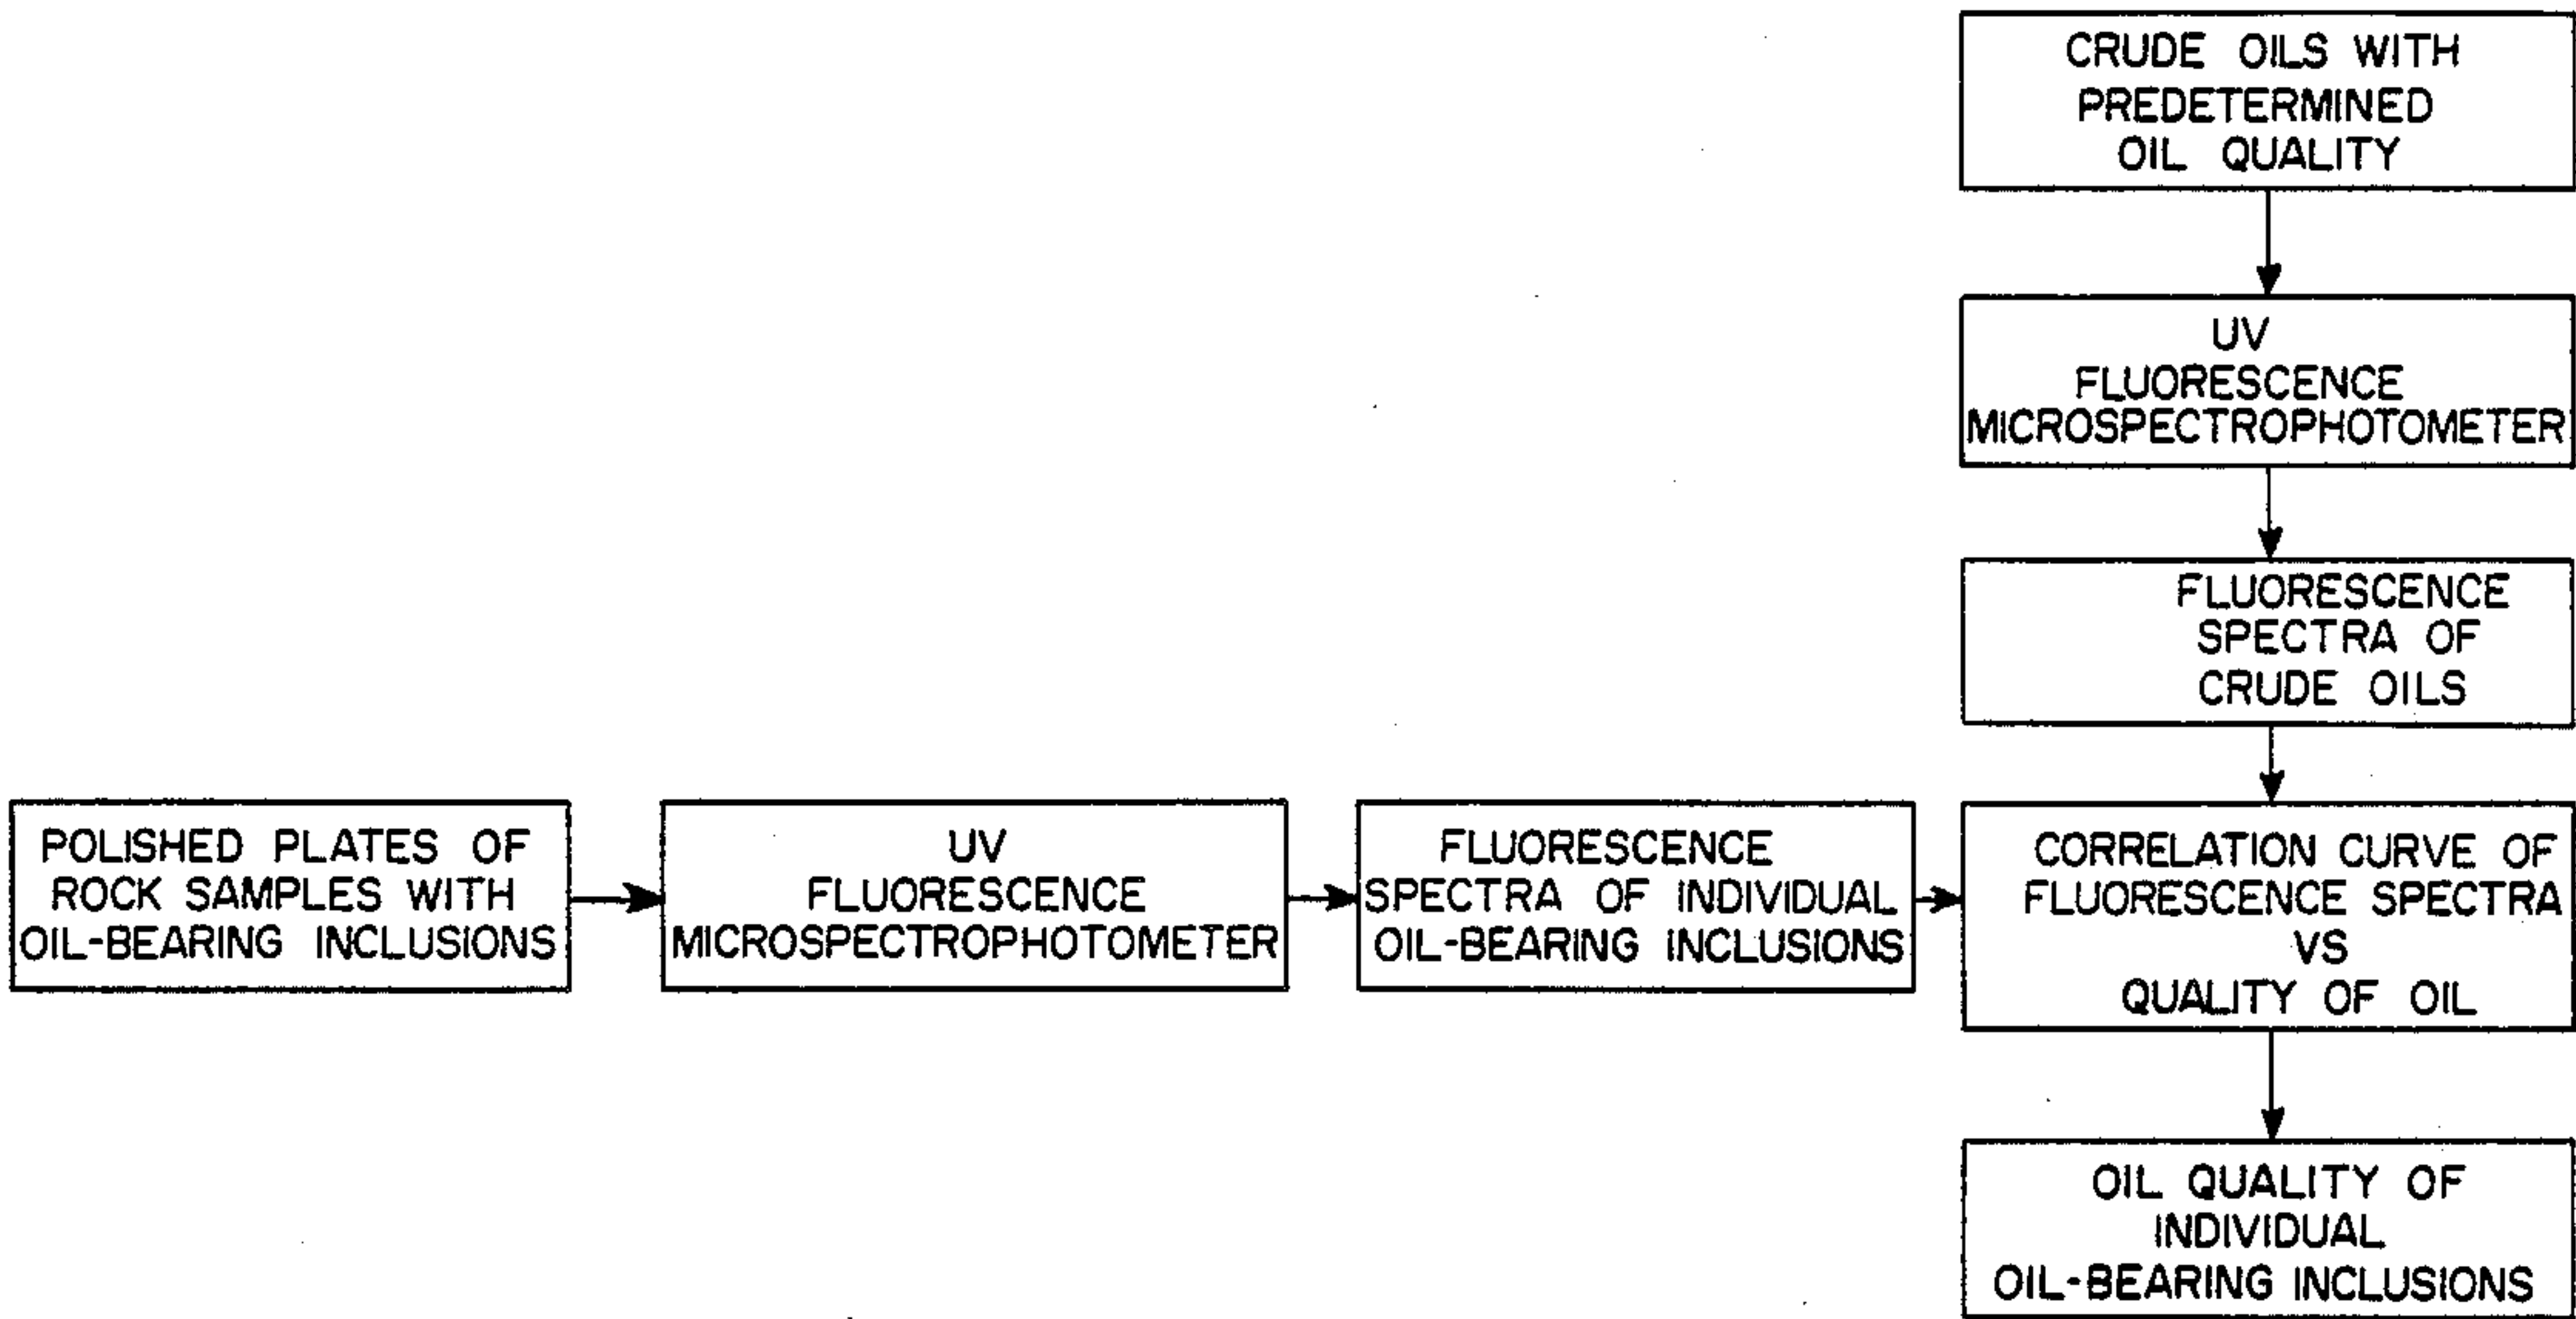 CRUDE OILS WITH
PREDETERMINED
OIL QUALITY
UV
FLUORESCENCE
MICROSPECTROPHOTOMETER
FLUORESCENCE
SPECTRA OF
CRUDE OILS
POLISHED PLATES OF
ROCK SAMPLES WITH
OIL-BEARING INCLUSIONS
UV
FLUORESCENCE
MICROSPECTROPHOTOMETER
FLUORESCENCE
SPECTRA OF INDIVIDUAL
OIL-BEARING INCLUSIONS
CORRELATION CURVE OF
FLUORESCENCE SPECTRA
VS
QUALITY OF OIL
OIL QUALITY OF
INDIVIDUAL
OIL-BEARING INCLUSIONS